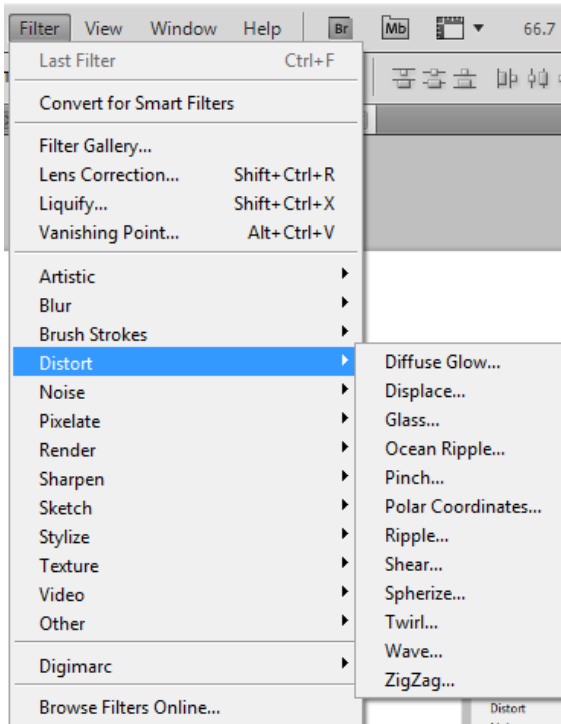 Filter View Window Help Br Mb 66.7
Last Filter Ctrl+F
Convert for Smart Filters
Filter Gallery...
Lens Correction... Shift+Ctrl+R
Liquify... Shift+Ctrl+X
Vanishing Point... Alt+Ctrl+V
Artistic
Blur
Brush Strokes
Distort
Noise
Pixelate
Render
Sharpen
Sketch
Stylize
Texture
Video
Other
Digimarc
Browse Filters Online...
Diffuse Glow...
Displace...
Glass...
Ocean Ripple...
Pinch...
Polar Coordinates...
Ripple...
Shear...
Spherize...
Twirl...
Wave...
ZigZag...
Distort